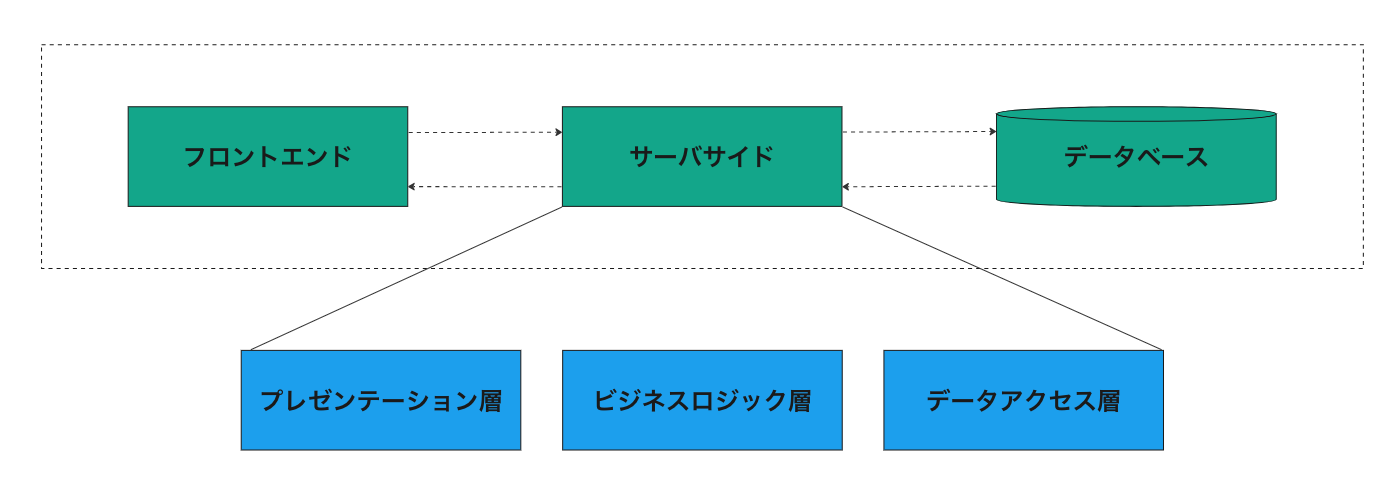 フロントエンド
サーバサイド
データベース
プレゼンテーション層
ビジネスロジック層
データアクセス層